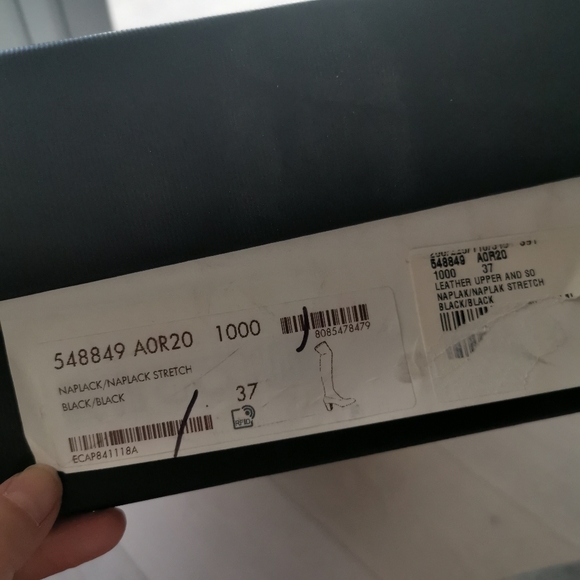 548849 A0R20 1000
8085478479
NAPLACK/NAPLACK STRETCH
BLACK/BLACK
37
RFID
ECAP841118A
548849 A0R20
1000 37
LEATHER UPPER AND SO
NAPLAK/NAPLAK STRETCH
BLACK/BLACK